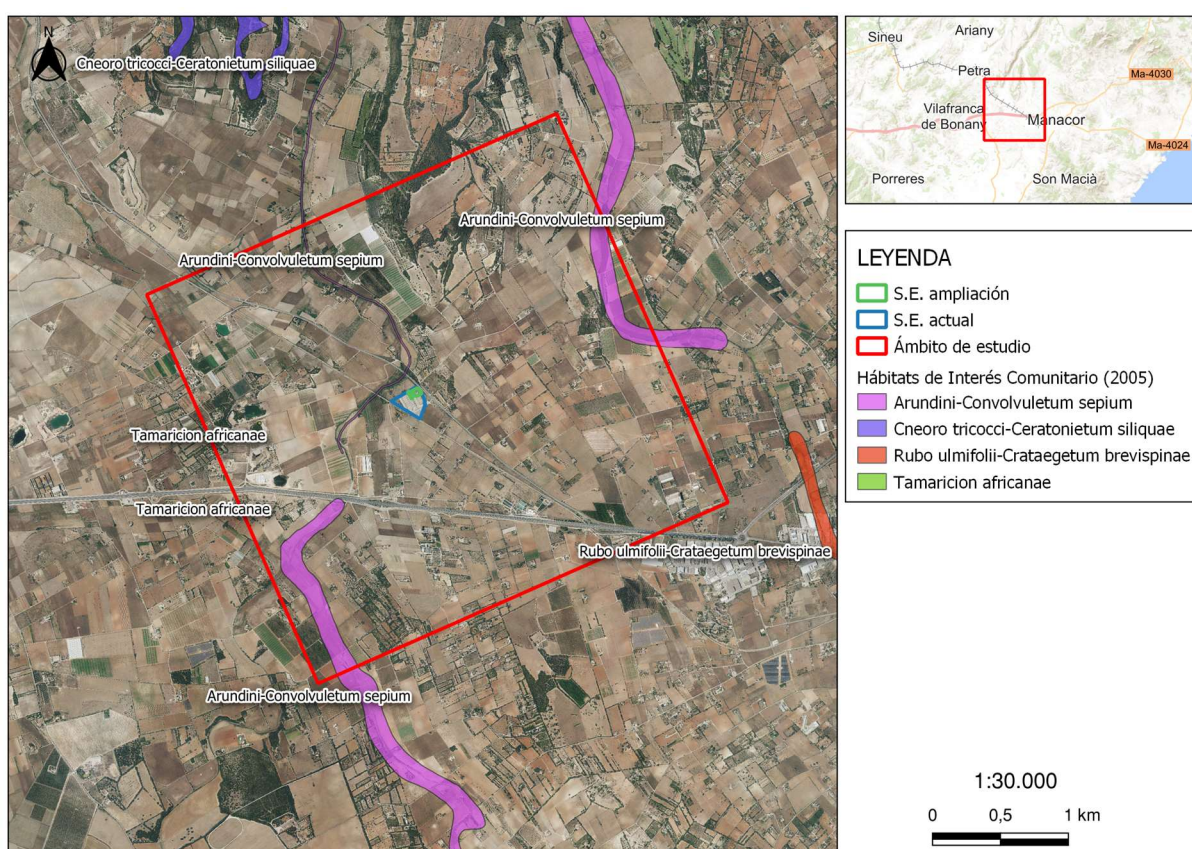 N
Cneoro tricocci-Ceratonietum siliquae
Arundini-Convolvuletum sepium
Arundini-Convolvuletum sepium
Tamaricion africanae
Tamaricion africanae
Rubo ulmifolii-Crataegetum brevispinae
Arundini-Convolvuletum sepium
Sineu
Ariany
Petra
Ma-4030
Vilafranca
de Bonany
Manacor
Ma-4024
Porreres
Son Macià
LEYENDA
S.E. ampliación
S.E. actual
Ámbito de estudio
Hábitats de Interés Comunitario (2005)
Arundini-Convolvuletum sepium
Cneoro tricocci-Ceratonietum siliquae
Rubo ulmifolii-Crataegetum brevispinae
Tamaricion africanae
1:30.000
0 0,5 1 km